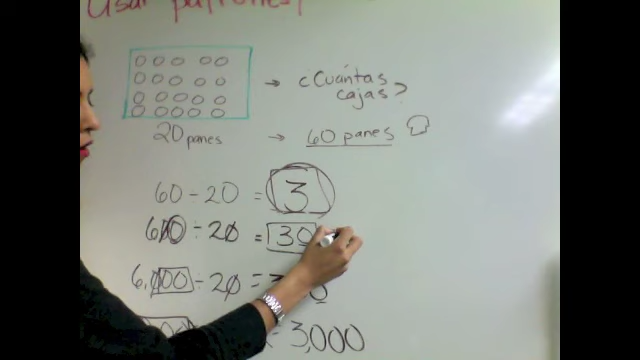 Usar patrones
¿Cuántas cajas?
20 panes → 60 panes
60 ÷ 20 = 3
600 ÷ 20 = 30
6,000 ÷ 20 =
3,000